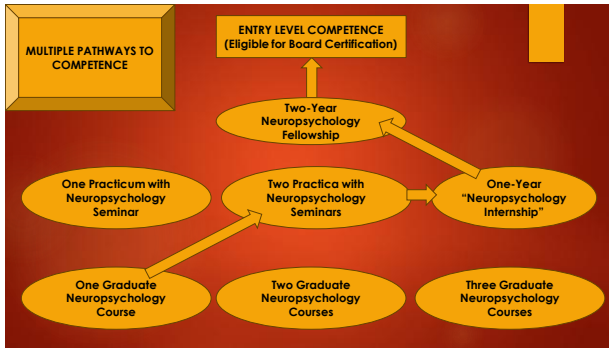 MULTIPLE PATHWAYS TO
COMPETENCE
ENTRY LEVEL COMPETENCE
(Eligible for Board Certification)
Two-Year
Neuropsychology
Fellowship
One Practicum with
Neuropsychology
Seminar
Two Practica with
Neuropsychology
Seminars
One-Year
"Neuropsychology
Internship"
One Graduate
Neuropsychology
Course
Two Graduate
Neuropsychology
Courses
Three Graduate
Neuropsychology
Courses